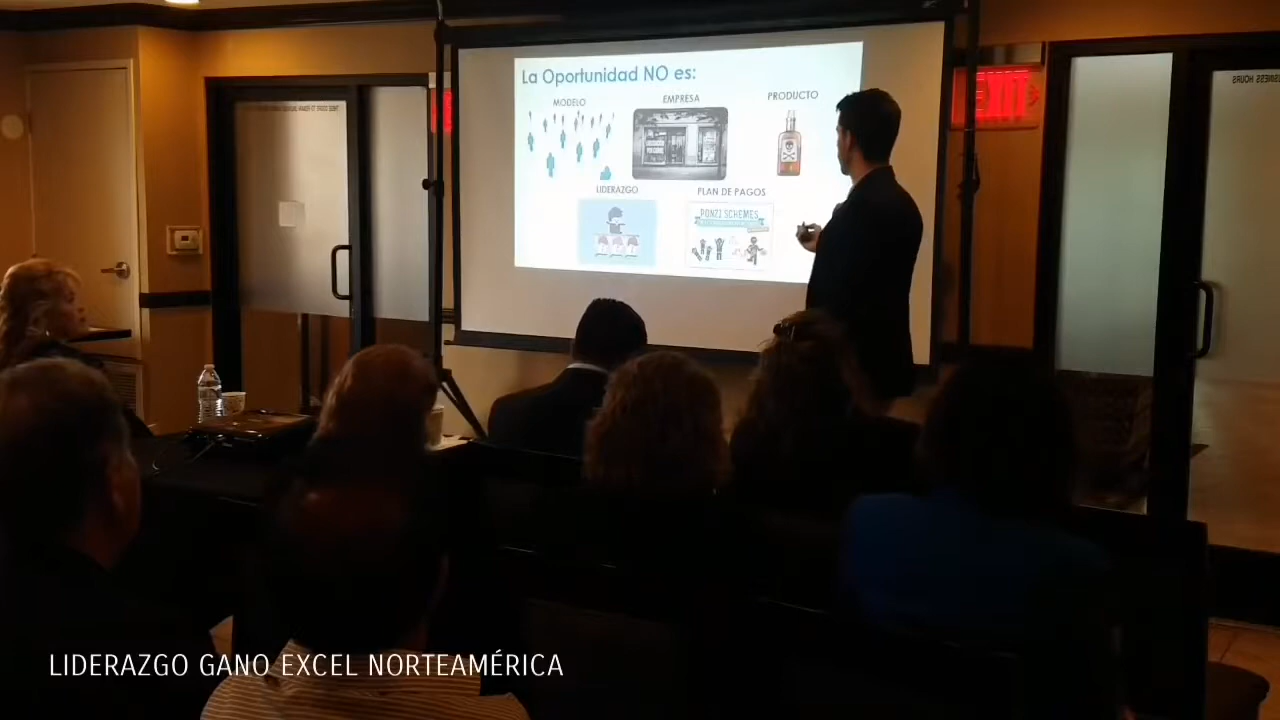 La Oportunidad NO es:
MODELO
EMPRESA
PRODUCTO
LIDERAZGO
PLAN DE PAGOS
PONZI SCHEMES
EXIT
LIDERAZGO GANO EXCEL NORTEAMÉRICA